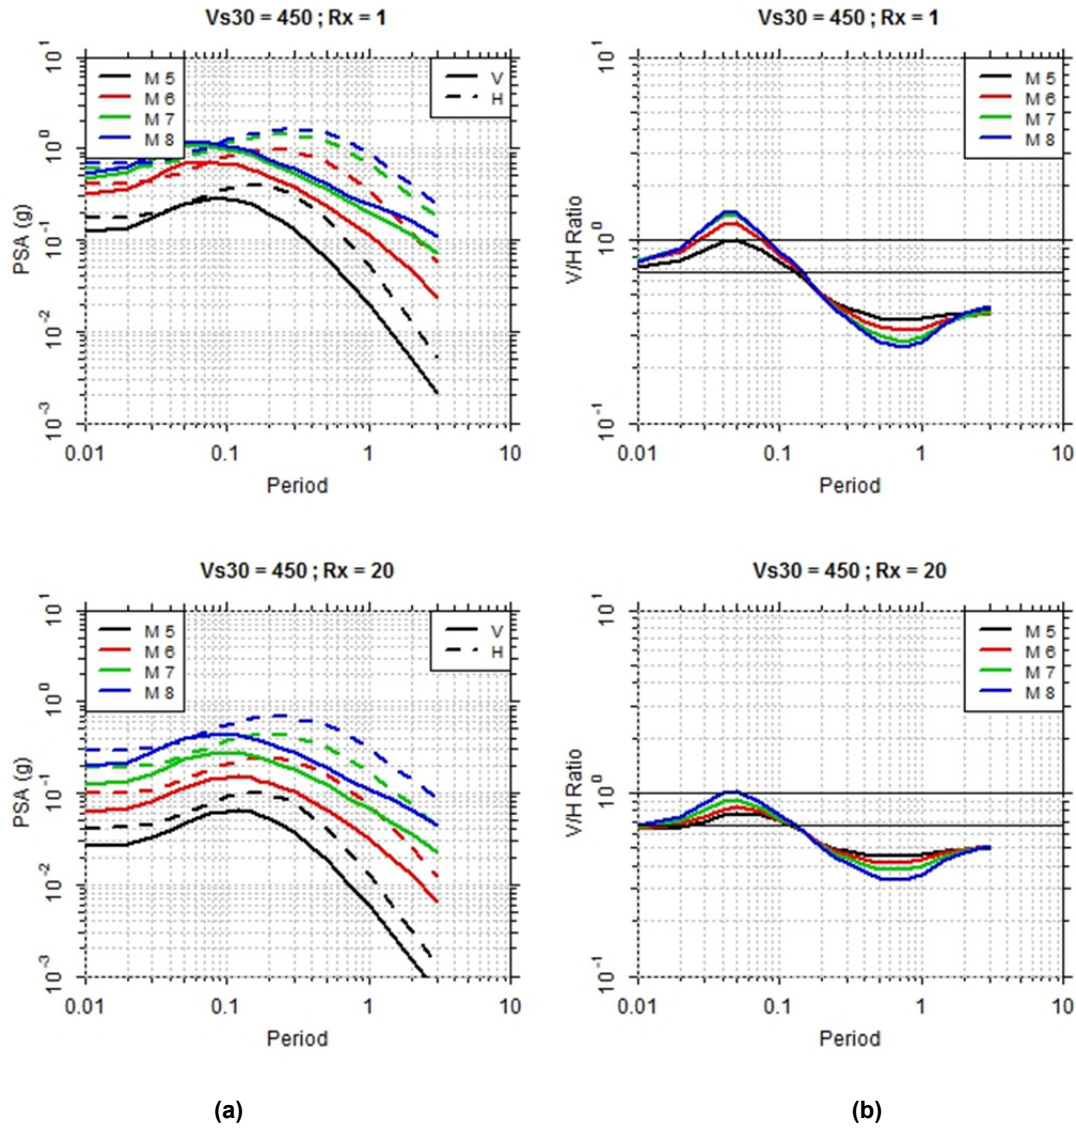 Vs30 = 450 ; Rx = 1
M 5
M 6
M 7
M 8
V
H
10^1
10^0
10^-1
10^-2
10^-3
PSA (g)
0.01 0.1 1 10
Period
Vs30 = 450 ; Rx = 1
M 5
M 6
M 7
M 8
10^1
10^0
10^-1
V/H Ratio
0.01 0.1 1 10
Period
Vs30 = 450 ; Rx = 20
M 5
M 6
M 7
M 8
V
H
10^1
10^0
10^-1
10^-2
10^-3
PSA (g)
0.01 0.1 1 10
Period
Vs30 = 450 ; Rx = 20
M 5
M 6
M 7
M 8
10^1
10^0
10^-1
V/H Ratio
0.01 0.1 1 10
Period
(a) (b)